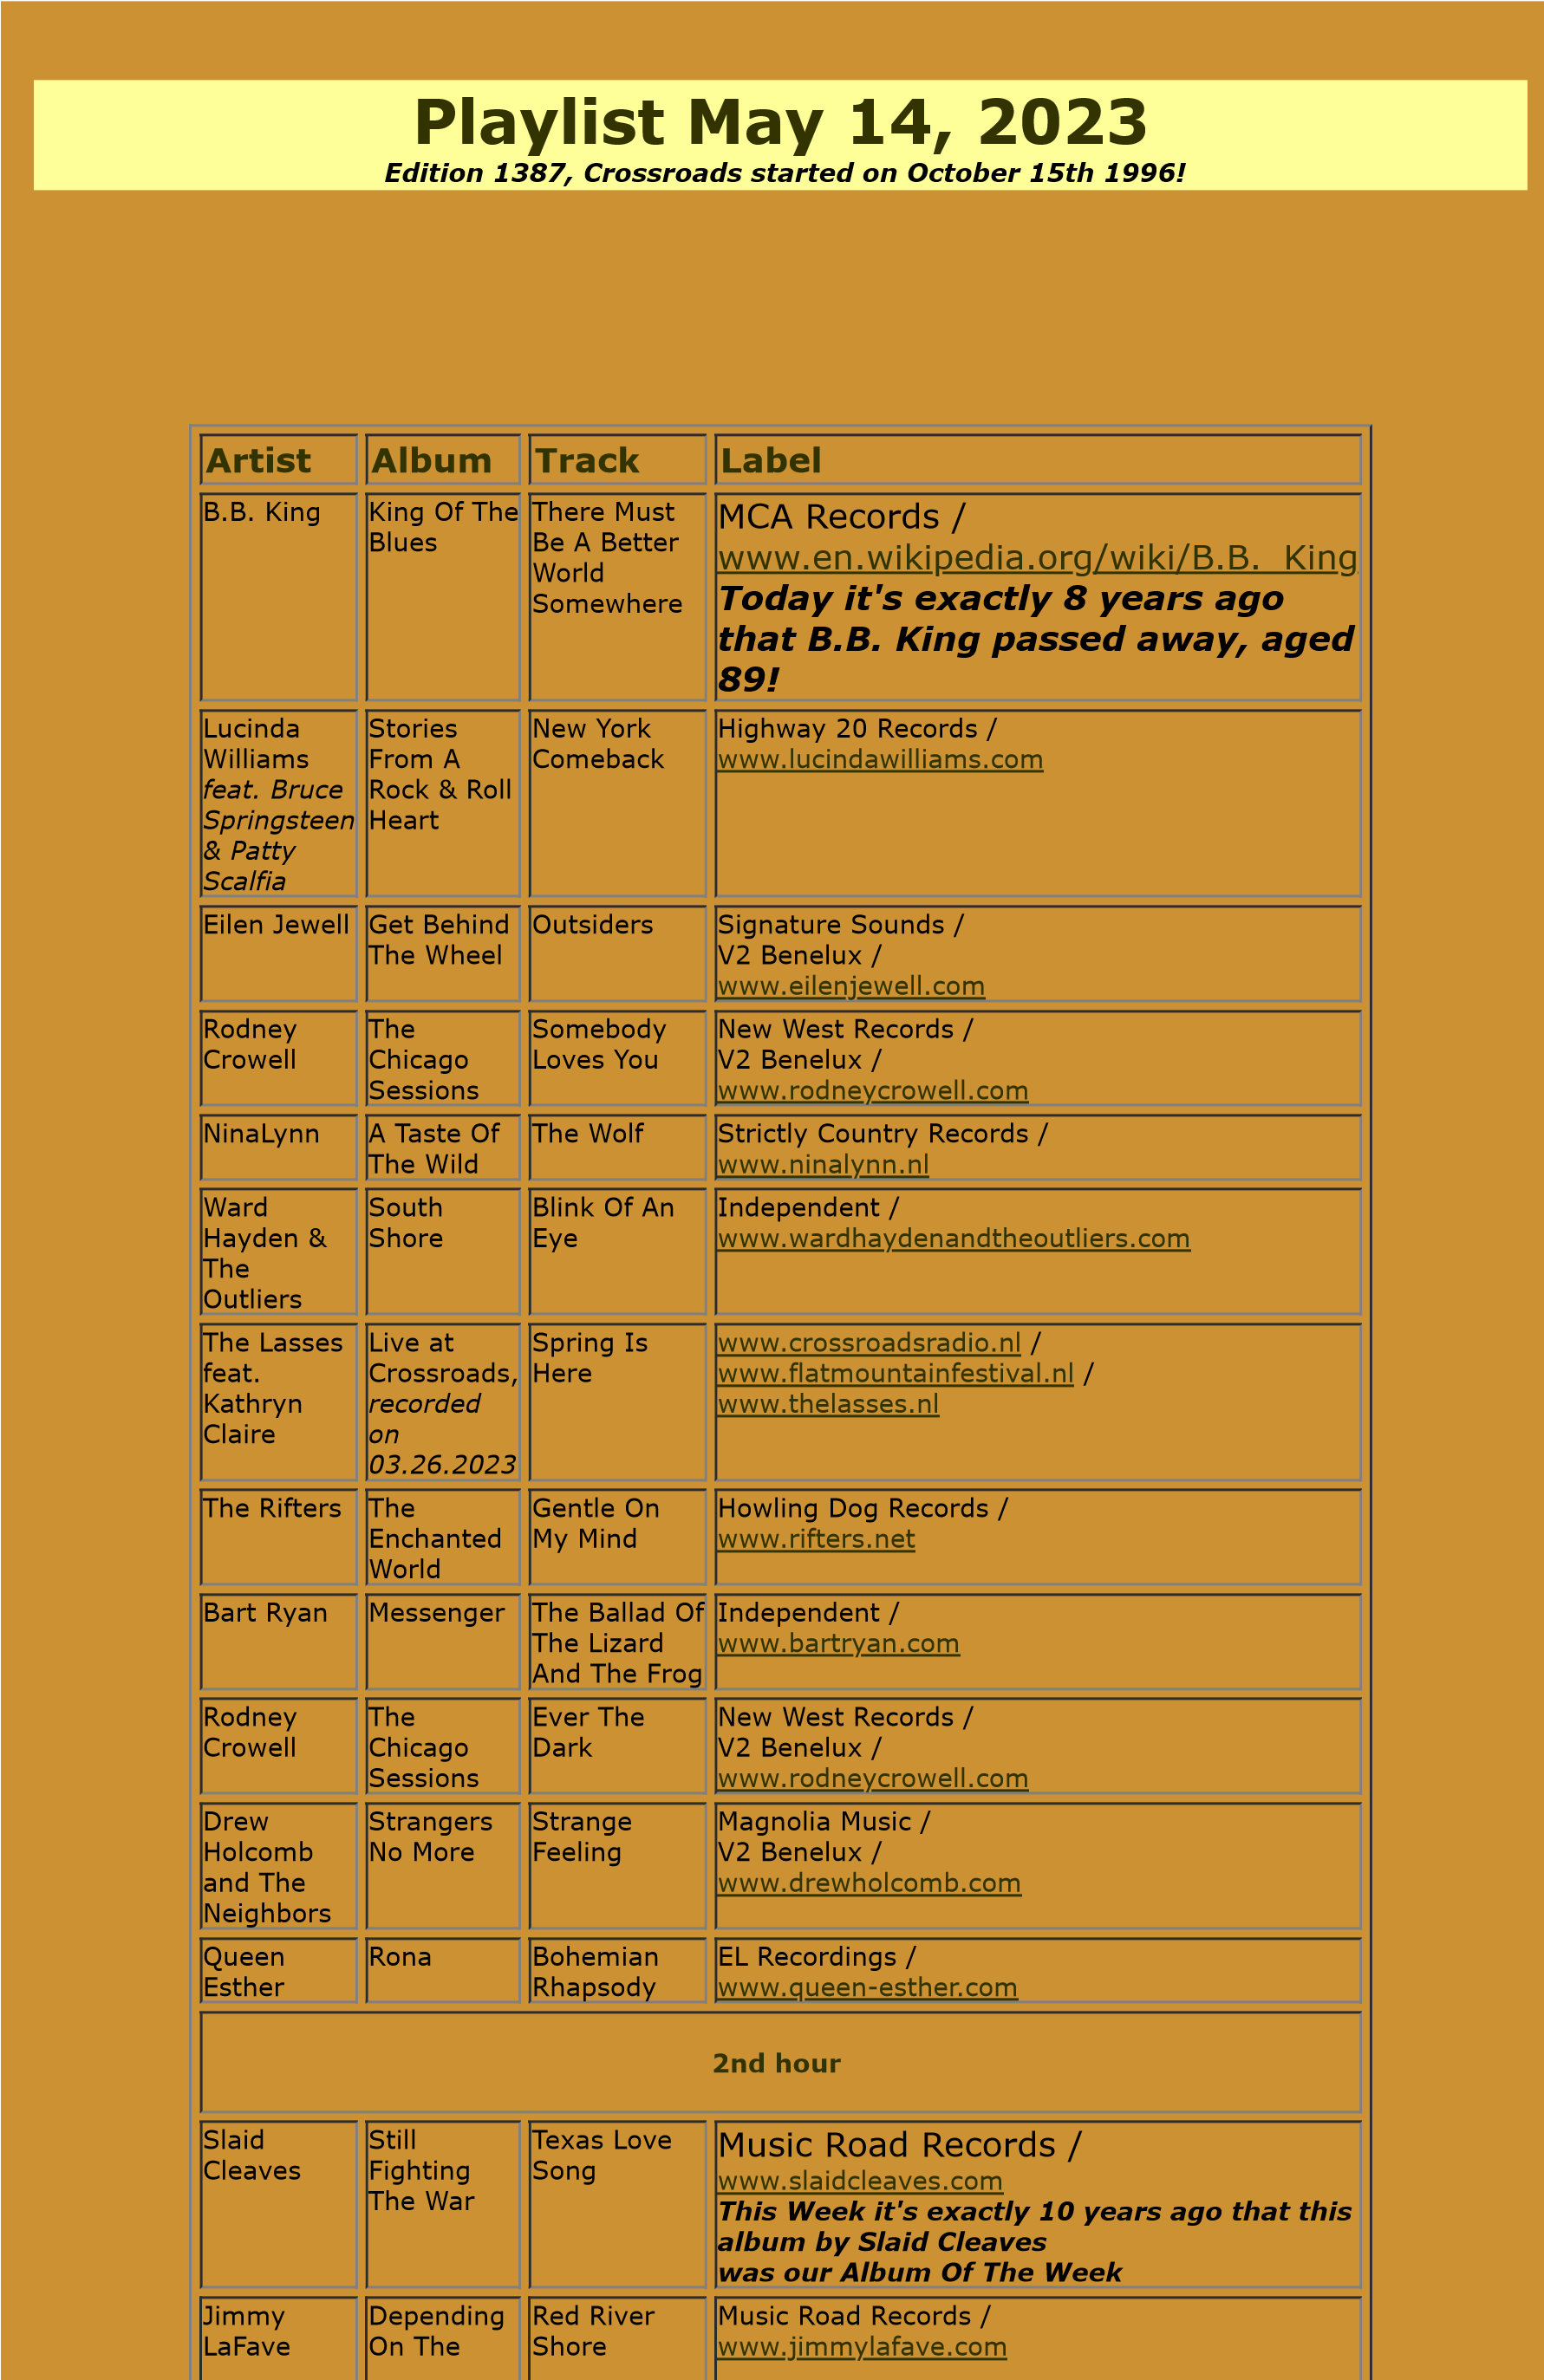 Playlist May 14, 2023
Edition 1387, Crossroads started on October 15th 1996!
Artist
Album
Track
Label
B.B. King
King Of The
Blues
There Must
Be A Better
World
Somewhere
MCA Records /
www.en.wikipedia.org/wiki/B.B._King
Today it's exactly 8 years ago
that B.B. King passed away, aged
89!
Lucinda
Williams
feat. Bruce
Springsteen
& Patty
Scalfia
Stories
From A
Rock & Roll
Heart
New York
Comeback
Highway 20 Records /
www.lucindawilliams.com
Eilen Jewell
Get Behind
The Wheel
Outsiders
Signature Sounds /
V2 Benelux /
www.eilenjewell.com
Rodney
Crowell
The
Chicago
Sessions
Somebody
Loves You
New West Records /
V2 Benelux /
www.rodneycrowell.com
NinaLynn
A Taste Of
The Wild
The Wolf
Strictly Country Records /
www.ninalynn.nl
Ward
Hayden &
The
Outliers
South
Shore
Blink Of An
Eye
Independent /
www.wardhaydenandtheoutliers.com
The Lasses
feat.
Kathryn
Claire
Live at
Crossroads,
recorded
on
03.26.2023
Spring Is
Here
www.crossroadsradio.nl /
www.flatmountainfestival.nl /
www.thelasses.nl
The Rifters
The
Enchanted
World
Gentle On
My Mind
Howling Dog Records /
www.rifters.net
Bart Ryan
Messenger
The Ballad Of
The Lizard
And The Frog
Independent /
www.bartryan.com
Rodney
Crowell
The
Chicago
Sessions
Ever The
Dark
New West Records /
V2 Benelux /
www.rodneycrowell.com
Drew
Holcomb
and The
Neighbors
Strangers
No More
Strange
Feeling
Magnolia Music /
V2 Benelux /
www.drewholcomb.com
Queen
Esther
Rona
Bohemian
Rhapsody
EL Recordings /
www.queen-esther.com
2nd hour
Slaid
Cleaves
Still
Fighting
The War
Texas Love
Song
Music Road Records /
www.slaidcleaves.com
This Week it's exactly 10 years ago that this
album by Slaid Cleaves
was our Album Of The Week
Jimmy
LaFave
Depending
On The
Red River
Shore
Music Road Records /
www.jimmylafave.com